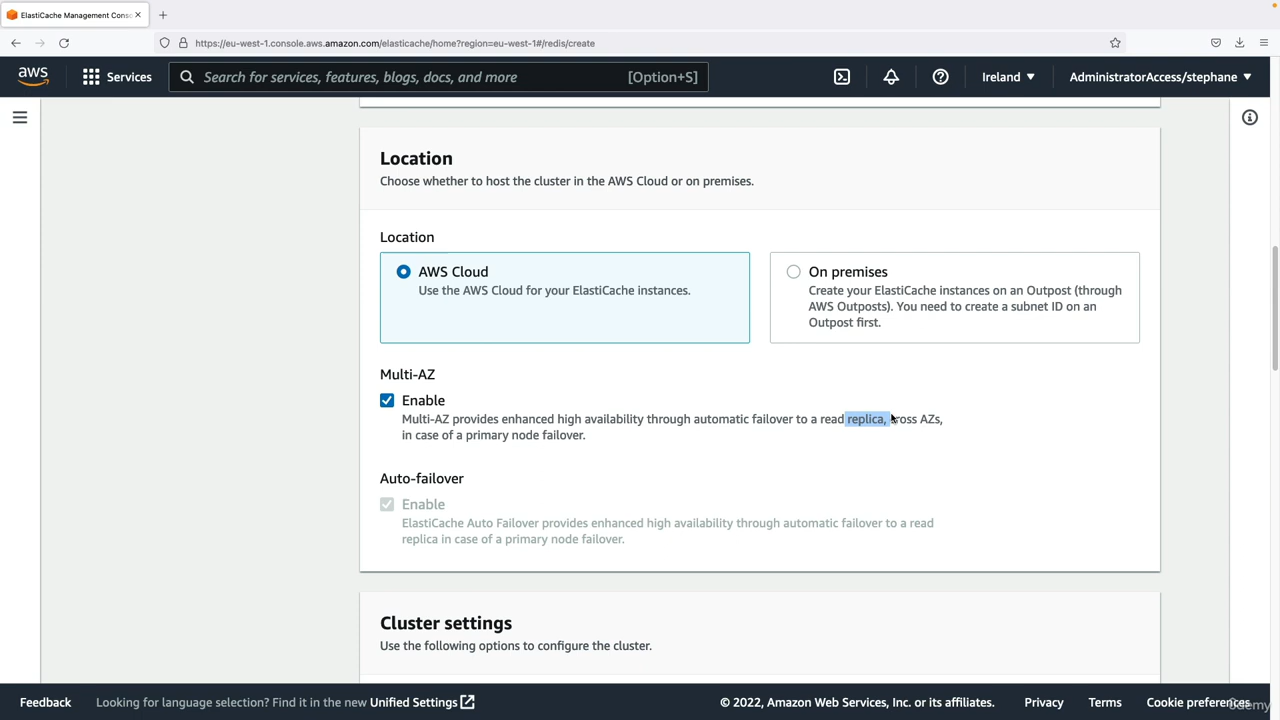 ElastiCache Management Cons
https://eu-west-1.console.aws.amazon.com/elasticache/home?region=eu-west-1#/redis/create
aws
Services
Search for services, features, blogs, docs, and more
[Option+S]
Ireland
AdministratorAccess/stephane
Location
Choose whether to host the cluster in the AWS Cloud or on premises.
Location
AWS Cloud
Use the AWS Cloud for your ElastiCache instances.
On premises
Create your ElastiCache instances on an Outpost (through
AWS Outposts). You need to create a subnet ID on an
Outpost first.
Multi-AZ
Enable
Multi-AZ provides enhanced high availability through automatic failover to a read replica, cross AZs,
in case of a primary node failover.
Auto-failover
Enable
ElastiCache Auto Failover provides enhanced high availability through automatic failover to a read
replica in case of a primary node failover.
Cluster settings
Use the following options to configure the cluster.
Feedback
Looking for language selection? Find it in the new Unified Settings
© 2022, Amazon Web Services, Inc. or its affiliates.
Privacy
Terms
Cookie preferences
Udemy